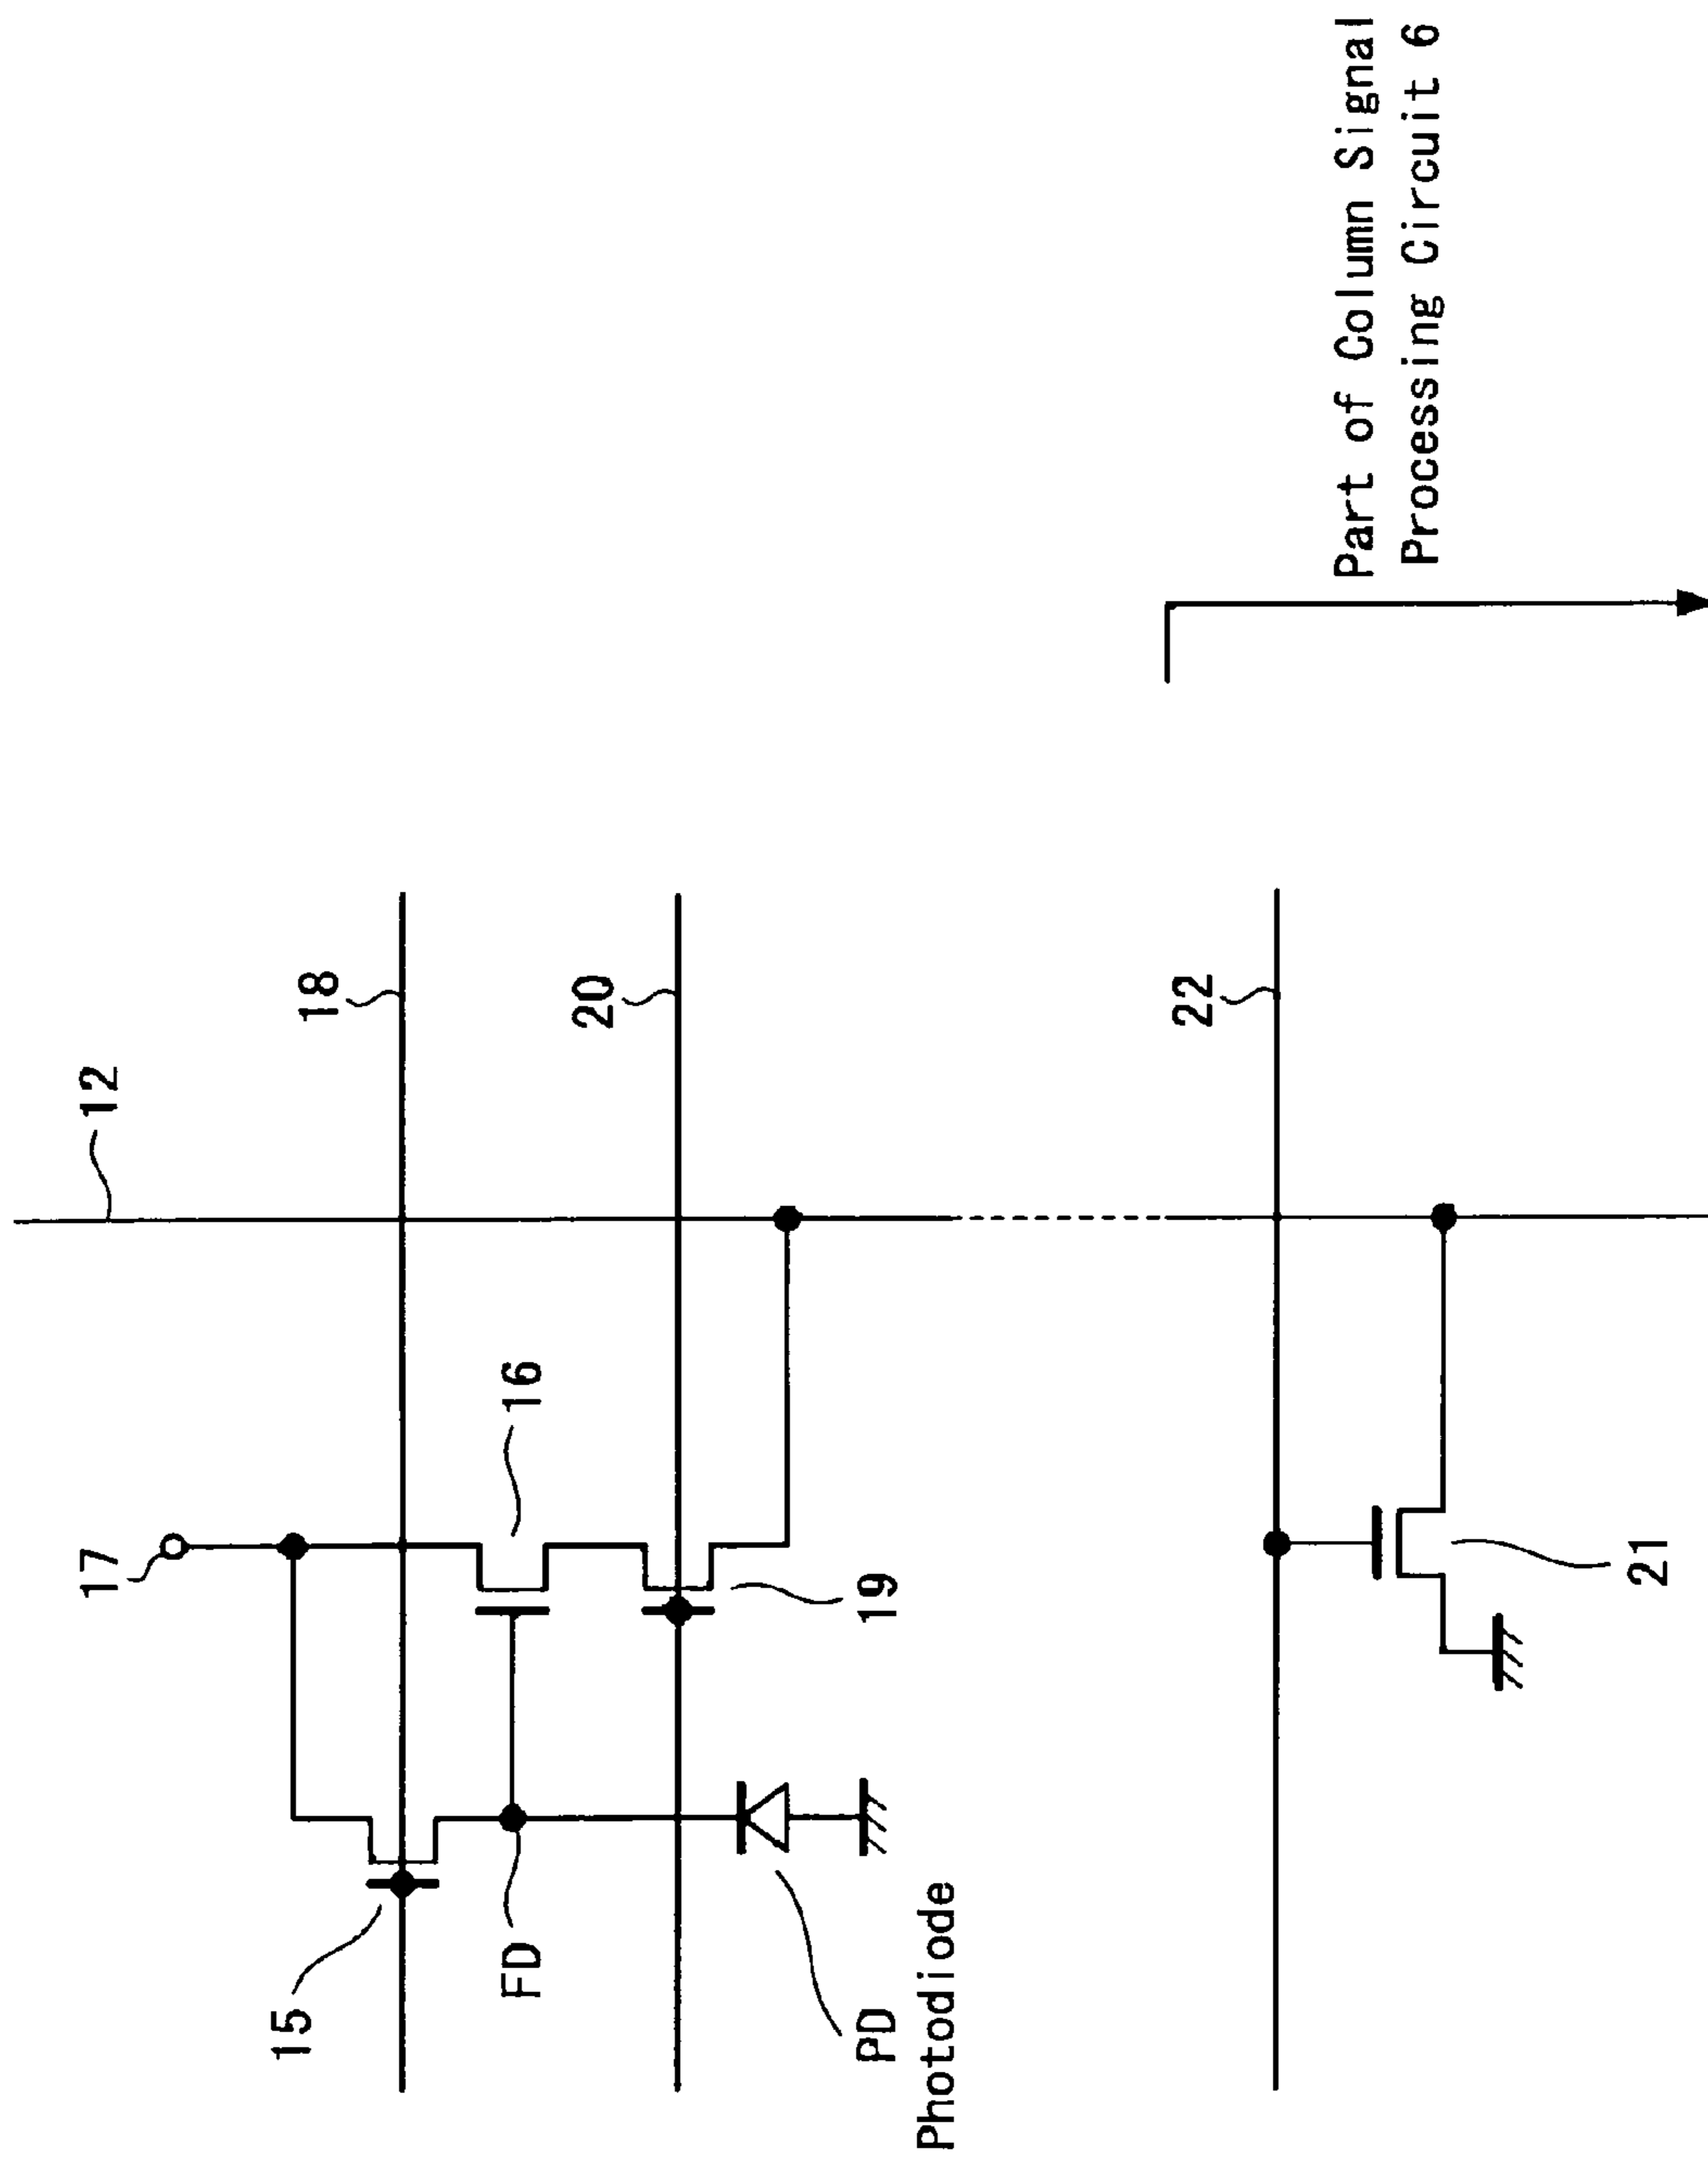 12
17
18
15
16
FD
20
19
PD
Photodiode
22
21
Part of Column Signal
Processing Circuit 6